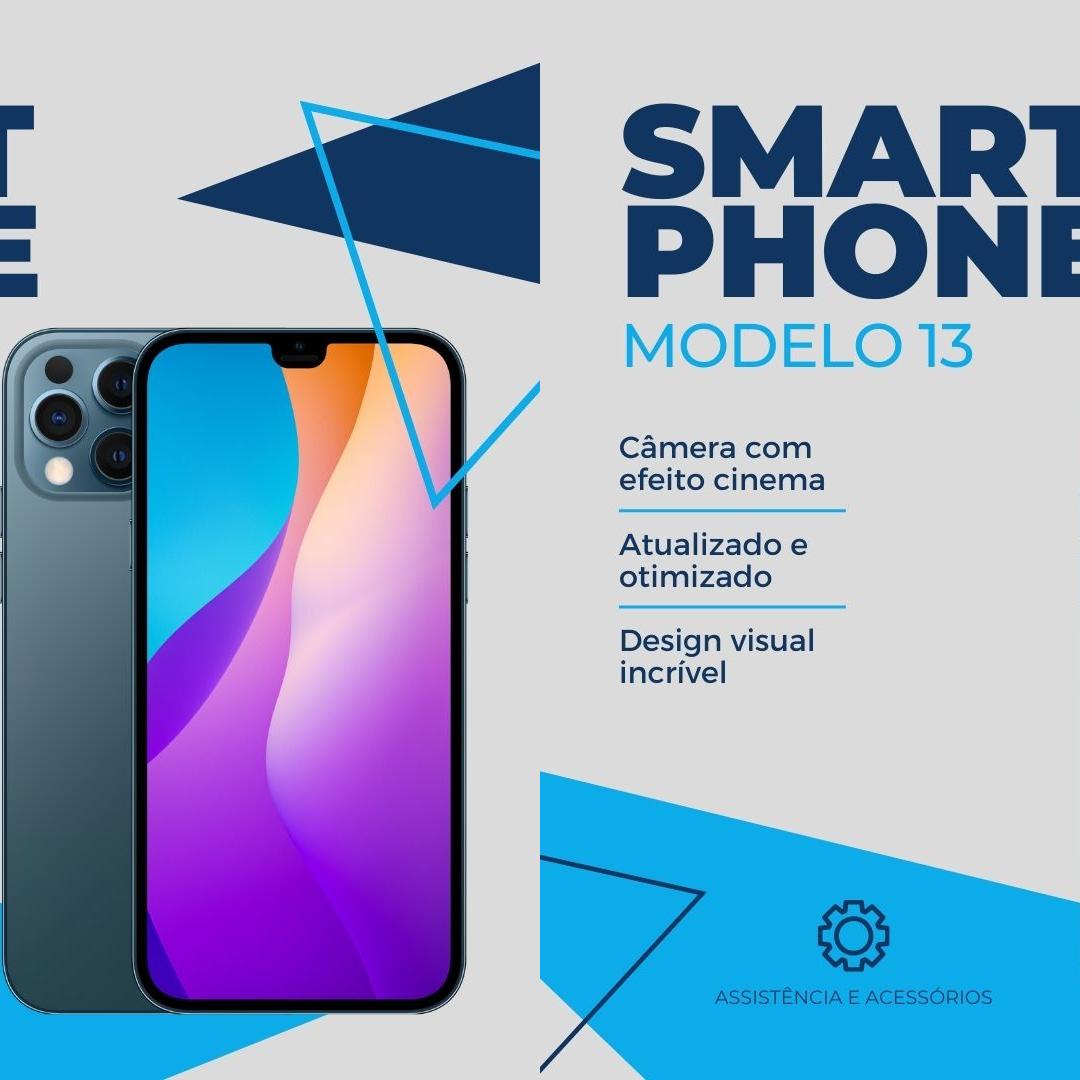 T
E
SMART
PHONE
MODELO 13
Câmera com
efeito cinema
Atualizado e
otimizado
Design visual
incrível
ASSISTÊNCIA E ACESSÓRIOS